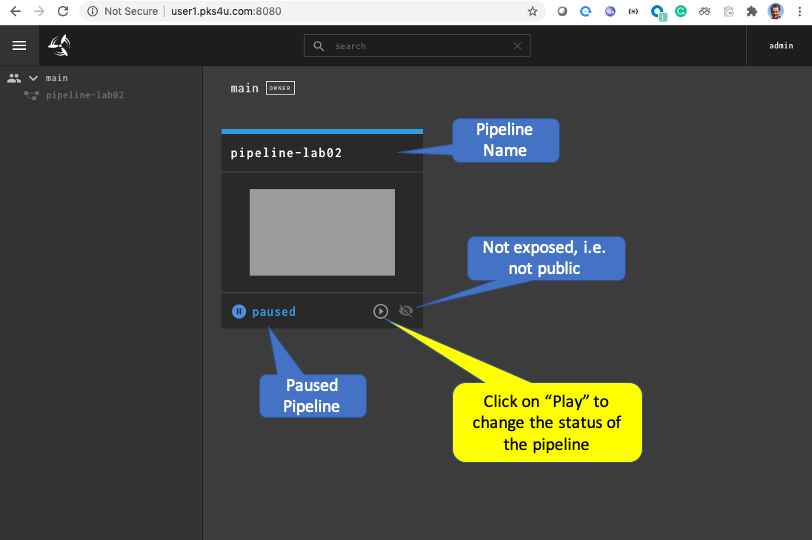 Not Secure | user1.pks4u.com:8080
search
admin
main
pipeline-lab02
main OWNER
pipeline-lab02
Pipeline
Name
Not exposed, i.e.
not public
paused
Paused
Pipeline
Click on “Play” to
change the status of
the pipeline